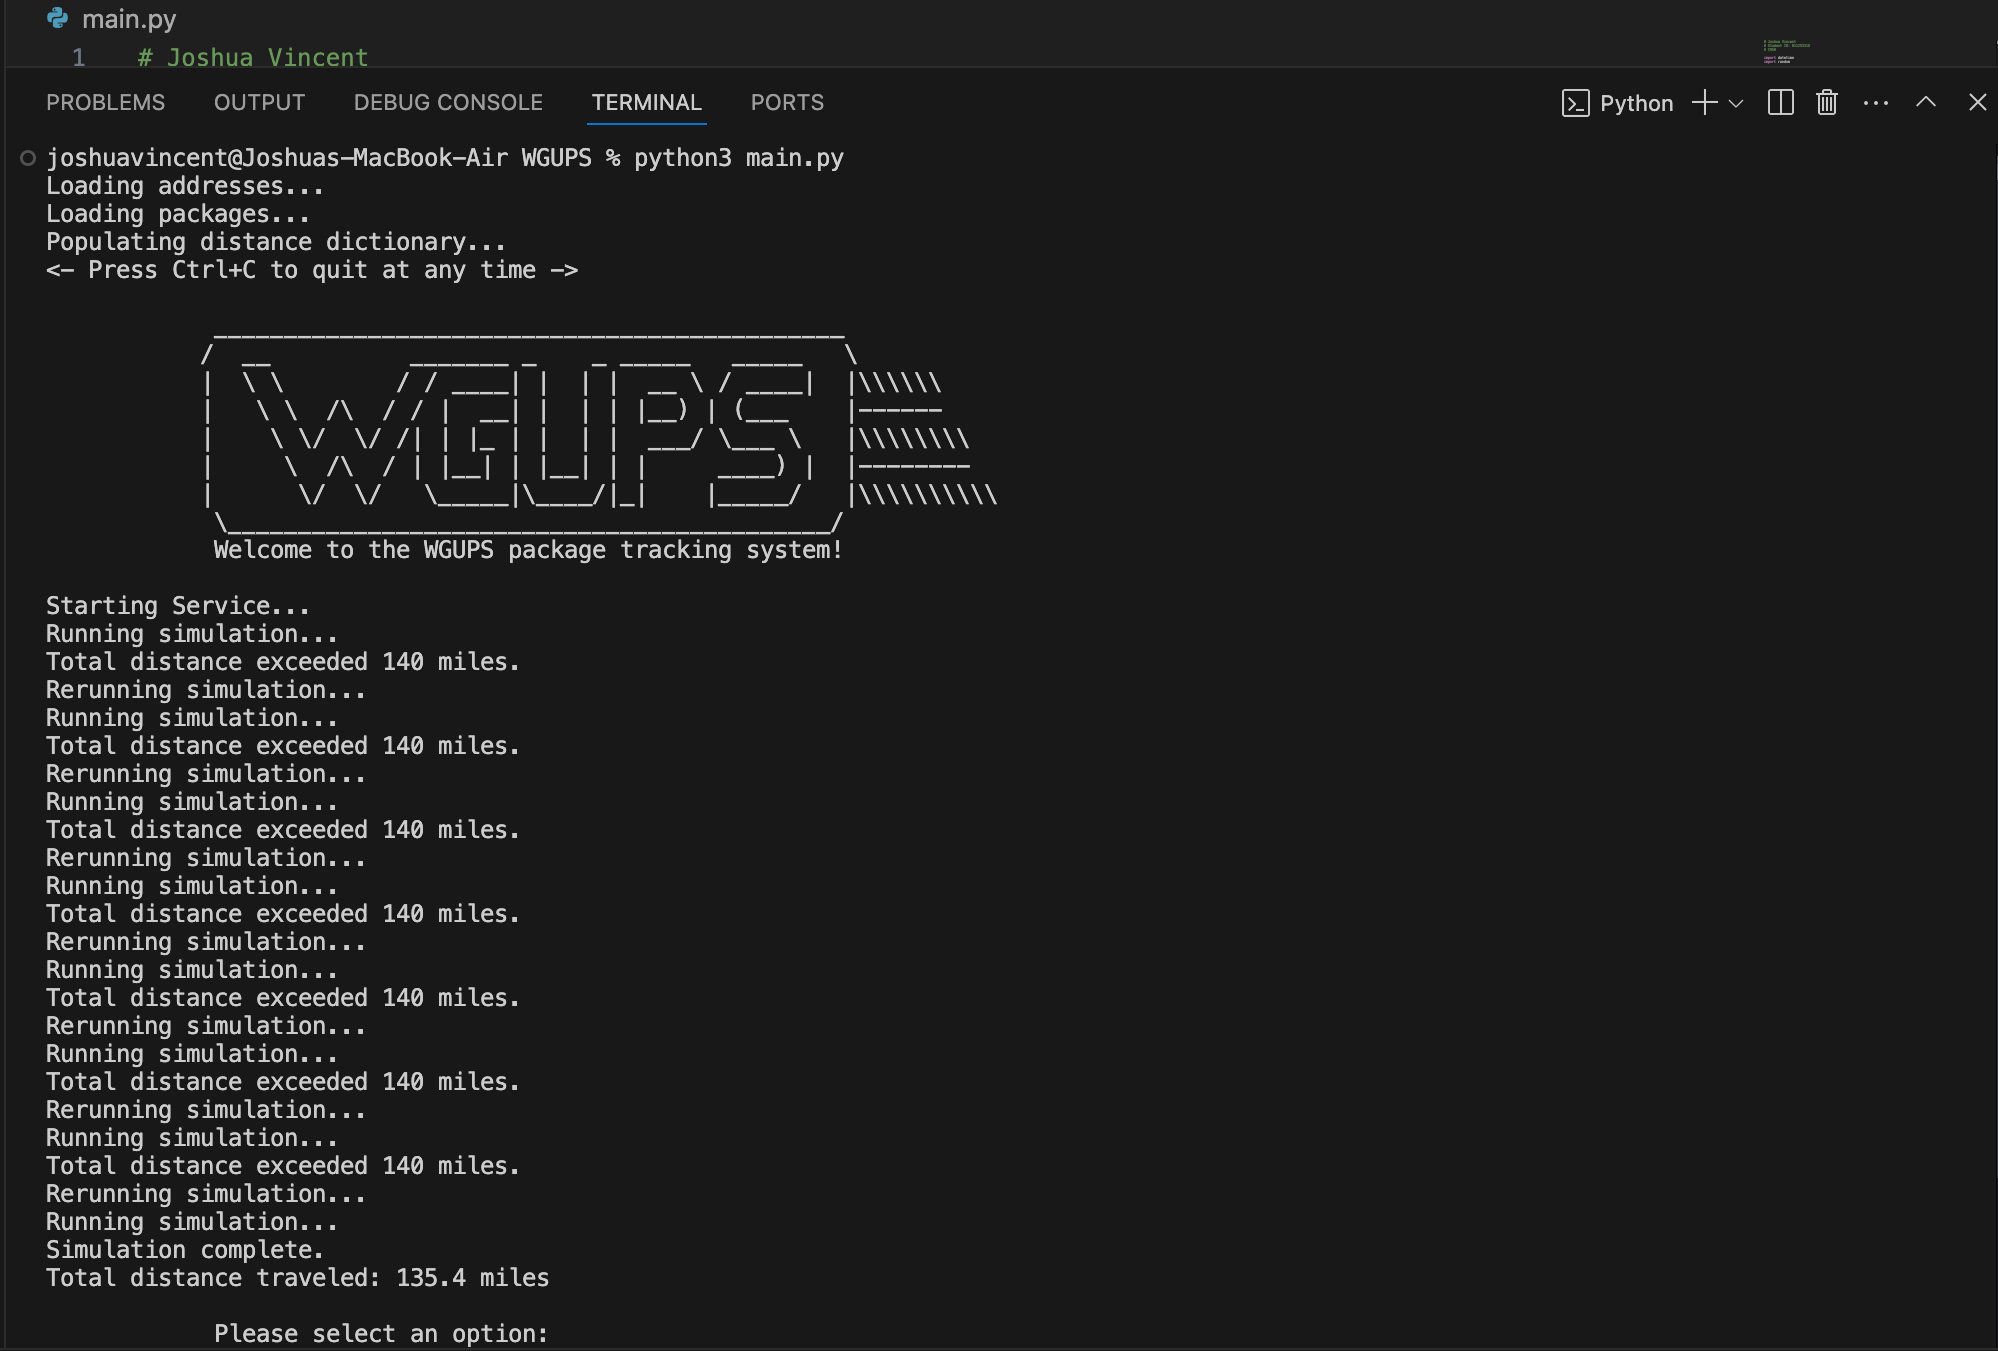 main.py
1 # Joshua Vincent
PROBLEMS OUTPUT DEBUG CONSOLE TERMINAL PORTS Python
joshuavincent@Joshuas-MacBook-Air WGUPS % python3 main.py
Loading addresses...
Loading packages...
Populating distance dictionary...
<- Press Ctrl+C to quit at any time ->
WGUPS
Welcome to the WGUPS package tracking system!
Starting Service...
Running simulation...
Total distance exceeded 140 miles.
Rerunning simulation...
Running simulation...
Total distance exceeded 140 miles.
Rerunning simulation...
Running simulation...
Total distance exceeded 140 miles.
Rerunning simulation...
Running simulation...
Total distance exceeded 140 miles.
Rerunning simulation...
Running simulation...
Total distance exceeded 140 miles.
Rerunning simulation...
Running simulation...
Total distance exceeded 140 miles.
Rerunning simulation...
Running simulation...
Total distance exceeded 140 miles.
Rerunning simulation...
Running simulation...
Simulation complete.
Total distance traveled: 135.4 miles
Please select an option: